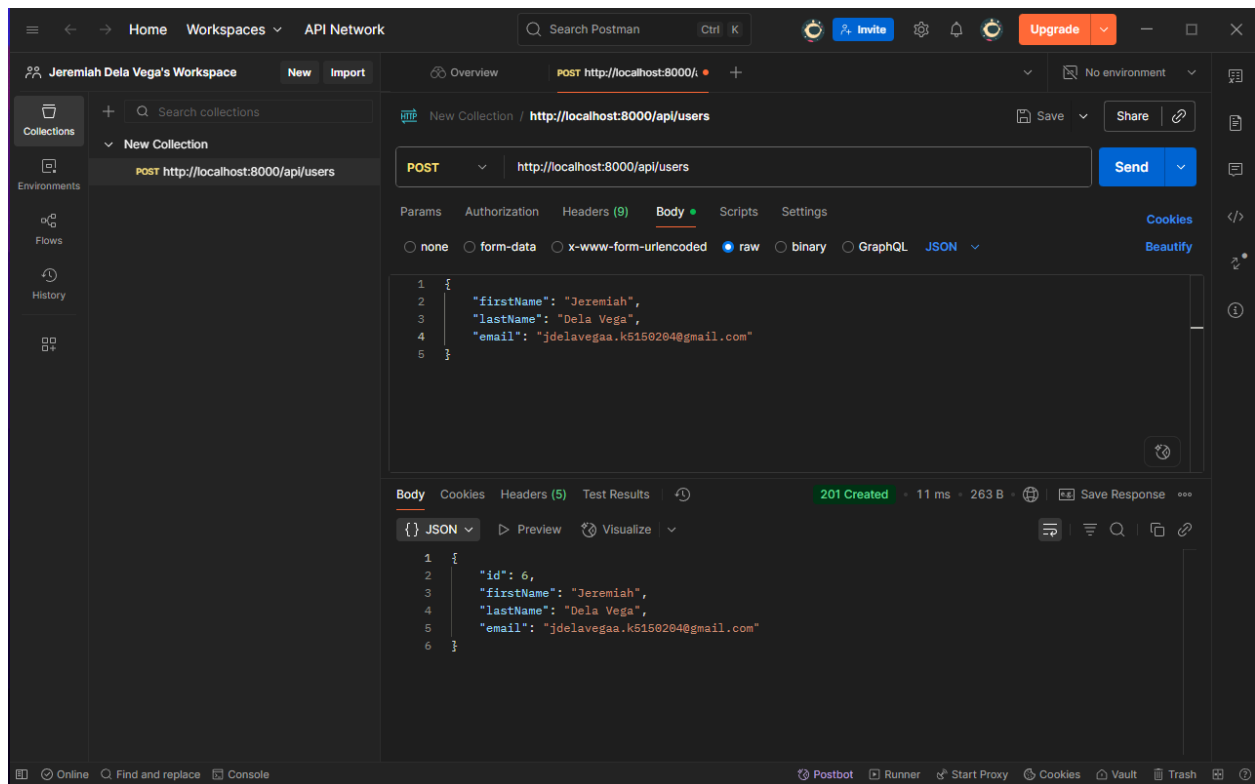 Home Workspaces API Network Search Postman Ctrl K Invite Upgrade
Jeremiah Dela Vega's Workspace New Import Overview POST http://localhost:8000/ No environment
Collections
Environments
Flows
History
Search collections
New Collection
POST http://localhost:8000/api/users
HTTP New Collection / http://localhost:8000/api/users Save Share
POST http://localhost:8000/api/users Send
Params Authorization Headers (9) Body Scripts Settings Cookies
none form-data x-www-form-urlencoded raw binary GraphQL JSON Beautify
1 {
2 "firstName": "Jeremiah",
3 "lastName": "Dela Vega",
4 "email": "jdelavegaa.k5150204@gmail.com"
5 }
Body Cookies Headers (5) Test Results 201 Created 11 ms 263 B e.g. Save Response
{} JSON Preview Visualize
1 {
2 "id": 6,
3 "firstName": "Jeremiah",
4 "lastName": "Dela Vega",
5 "email": "jdelavegaa.k5150204@gmail.com"
6 }
Online Find and replace Console Postbot Runner Start Proxy Cookies Vault Trash